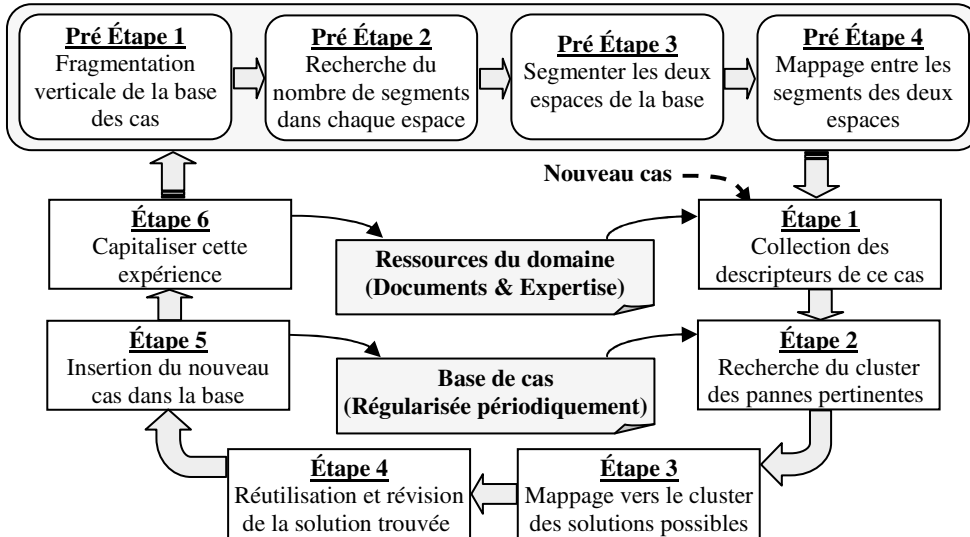 Pré Étape 1
Fragmentation
verticale de la base
des cas
Pré Étape 2
Recherche du
nombre de segments
dans chaque espace
Pré Étape 3
Segmenter les deux
espaces de la base
Pré Étape 4
Mappage entre les
segments des deux
espaces
Nouveau cas
Étape 6
Capitaliser cette
expérience
Ressources du domaine
(Documents & Expertise)
Étape 1
Collection des
descripteurs de ce cas
Étape 5
Insertion du nouveau
cas dans la base
Base de cas
(Régularisée périodiquement)
Étape 2
Recherche du cluster
des pannes pertinentes
Étape 4
Réutilisation et révision
de la solution trouvée
Étape 3
Mappage vers le cluster
des solutions possibles